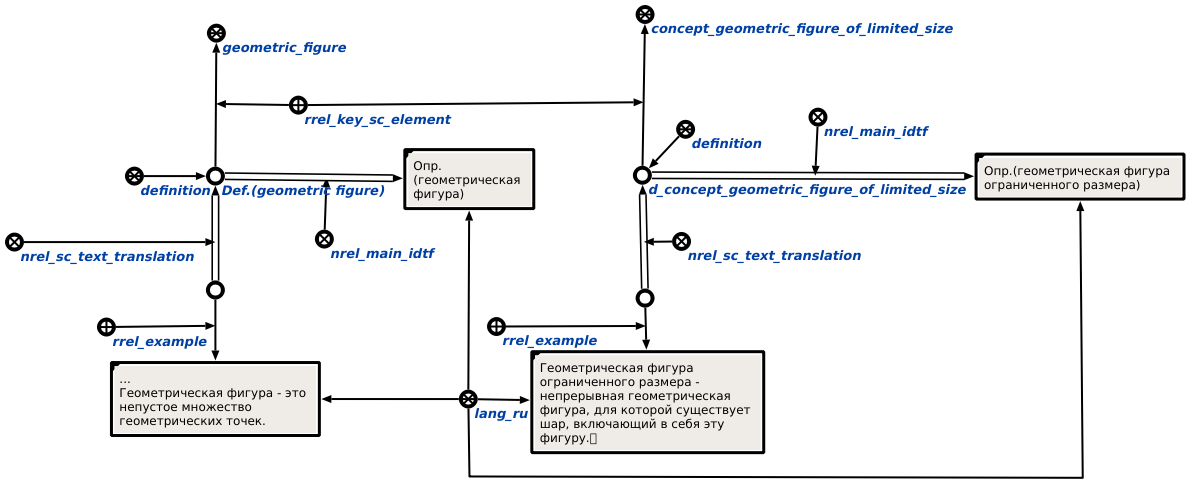 concept_geometric_figure_of_limited_size
geometric_figure
rrel_key_sc_element
nrel_main_idtf
definition
Опр.
(геометрическая
фигура)
Опр.(геометрическая фигура
ограниченного размера)
definition
Def.(geometric figure)
d_concept_geometric_figure_of_limited_size
nrel_sc_text_translation
nrel_main_idtf
nrel_sc_text_translation
rrel_example
rrel_example
...
Геометрическая фигура - это
непустое множество
геометрических точек.
Геометрическая фигура
ограниченного размера -
непрерывная геометрическая
фигура, для которой существует
шар, включающий в себя эту
фигуру.
lang_ru